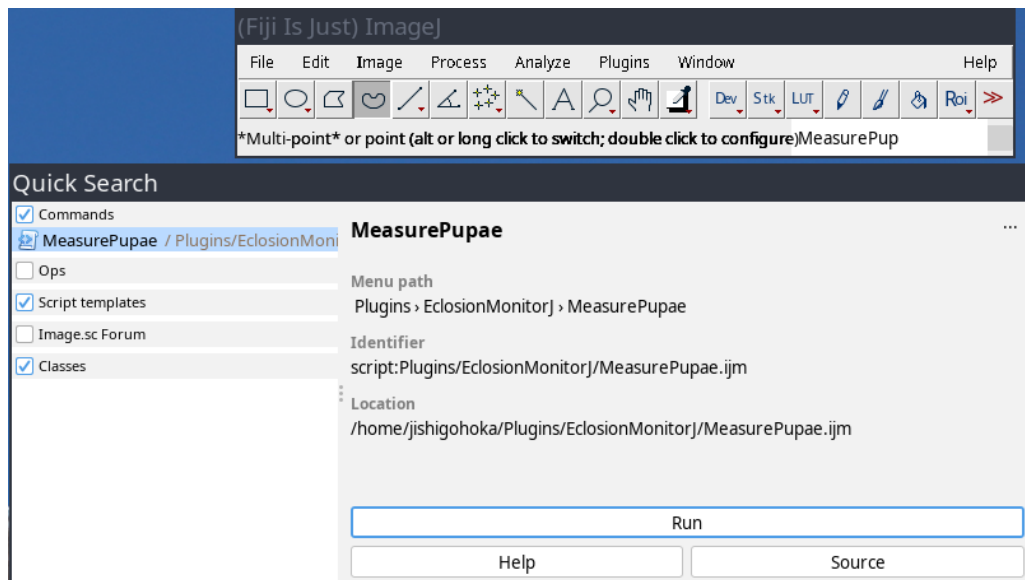 (Fiji Is Just) ImageJ
File Edit Image Process Analyze Plugins Window Help
A Dev Stk LUT Roi >>
*Multi-point* or point (alt or long click to switch; double click to configure)MeasurePup
Quick Search
Commands
MeasurePupae / Plugins/EclosionMoni
Ops
Script templates
Image.sc Forum
Classes
MeasurePupae
...
Menu path
Plugins › EclosionMonitorJ › MeasurePupae
Identifier
script:Plugins/EclosionMonitorJ/MeasurePupae.ijm
Location
/home/jishigohoka/Plugins/EclosionMonitorJ/MeasurePupae.ijm
Run
Help Source